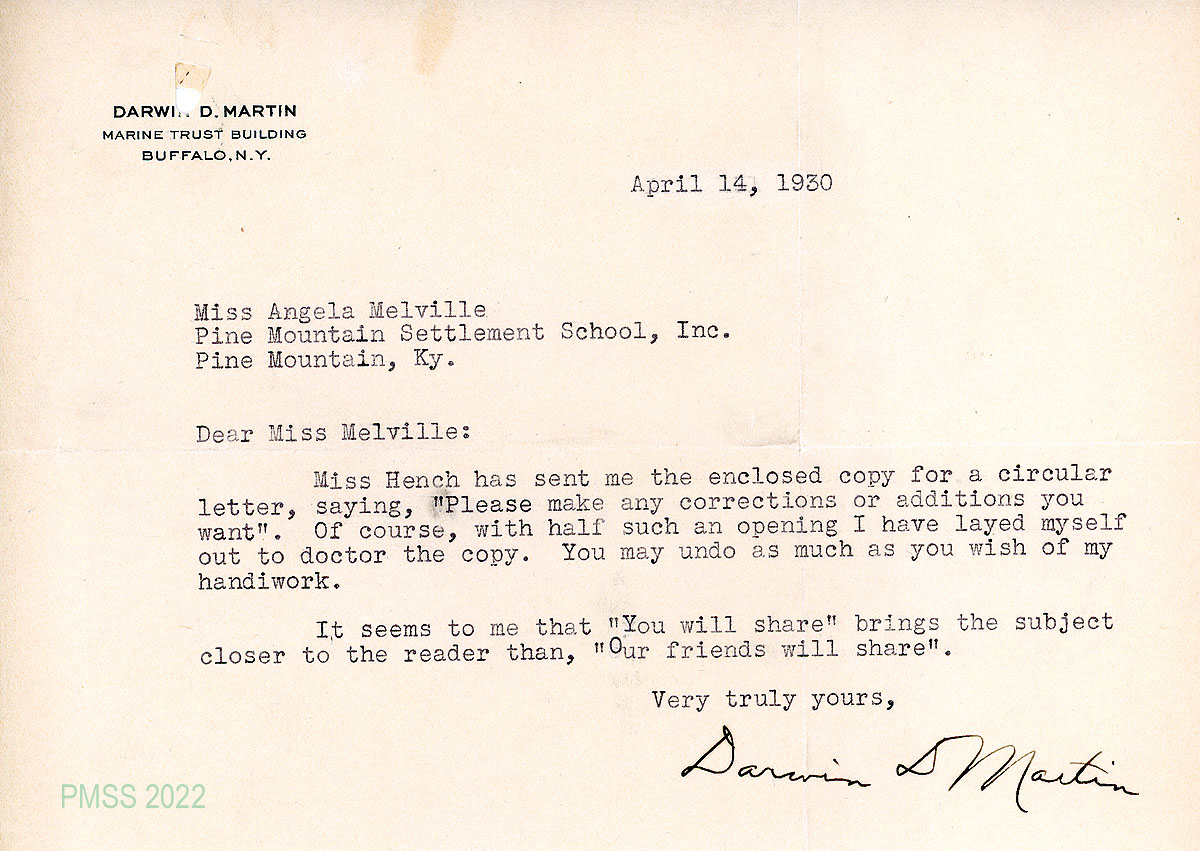 DARWIN D. MARTIN
MARINE TRUST BUILDING
BUFFALO, N.Y.
April 14, 1930
Miss Angela Melville
Pine Mountain Settlement School, Inc.
Pine Mountain, Ky.
Dear Miss Melville:
Miss Hench has sent me the enclosed copy for a circular
letter, saying, "Please make any corrections or additions you
want". Of course, with half such an opening I have layed myself
out to doctor the copy. You may undo as much as you wish of my
handiwork.
It seems to me that "You will share" brings the subject
closer to the reader than, "Our friends will share".
Very truly yours,
Darwin D Martin
PMSS 2022